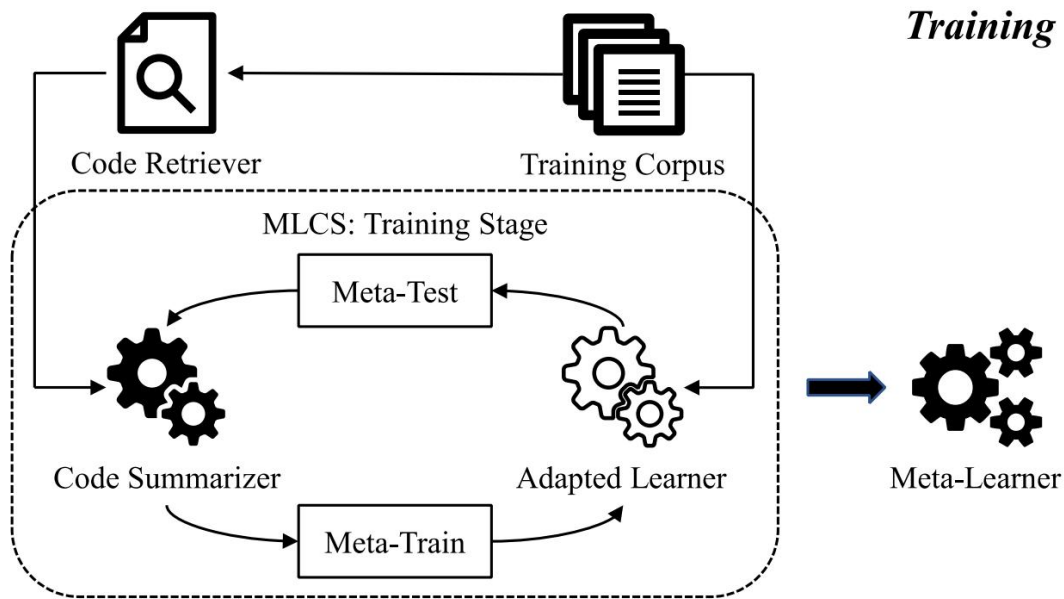 Training
Code Retriever
Training Corpus
MLCS: Training Stage
Meta-Test
Code Summarizer
Adapted Learner
Meta-Learner
Meta-Train